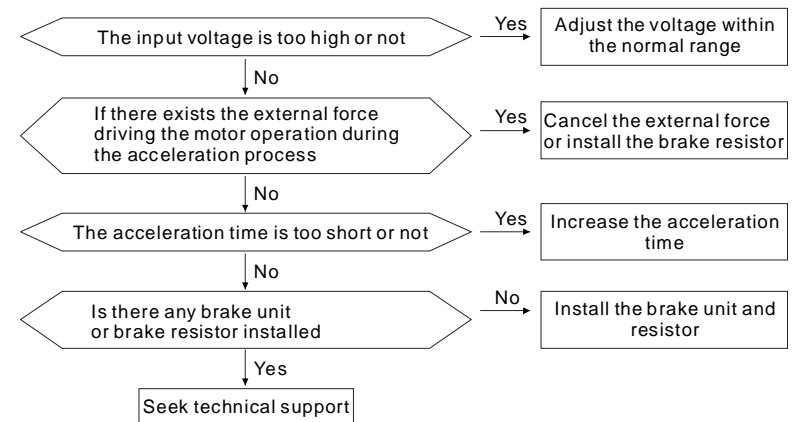 The input voltage is too high or not
Yes
Adjust the voltage within
the normal range
No
If there exists the external force
driving the motor operation during
the acceleration process
Yes
Cancel the external force
or install the brake resistor
No
The acceleration time is too short or not
Yes
Increase the acceleration
time
No
Is there any brake unit
or brake resistor installed
No
Install the brake unit and
resistor
Yes
Seek technical support